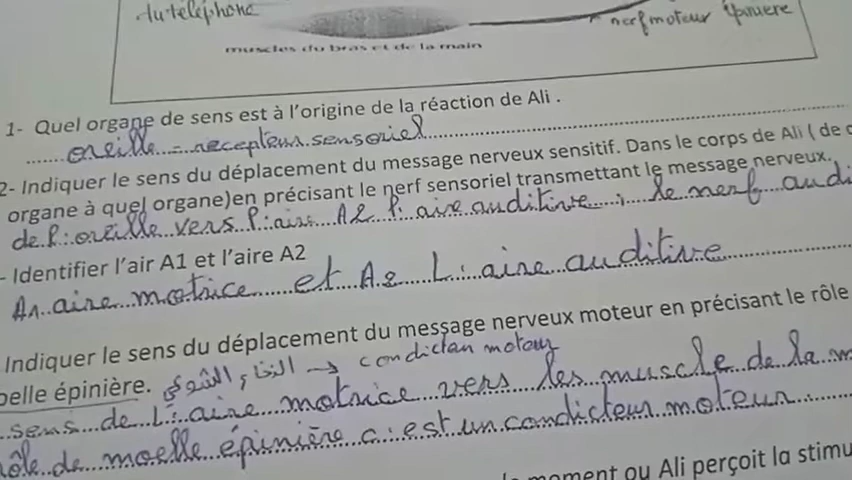 du téléphone
nerf moteur épiniere
muscles du bras et de la main
1- Quel organe de sens est à l'origine de la réaction de Ali .
oreille = recepteur sensoriel
2- Indiquer le sens du déplacement du message nerveux sensitif. Dans le corps de Ali ( de
organe à quel organe)en précisant le nerf sensoriel transmettant le message nerveux.
de l'oreille vers l'aire A2 l'aire auditive , le nerf audi
- Identifier l'air A1 et l'aire A2
A1 aire motrice et A2 L'aire auditive
Indiquer le sens du déplacement du message nerveux moteur en précisant le rôle
oelle épinière. النخاع الشوكي → condictan moteur
sens de L'aire motrice vers les muscle de la m
rôle de moelle épinière c'est un condicteur moteur
moment ou Ali perçoit la stimu